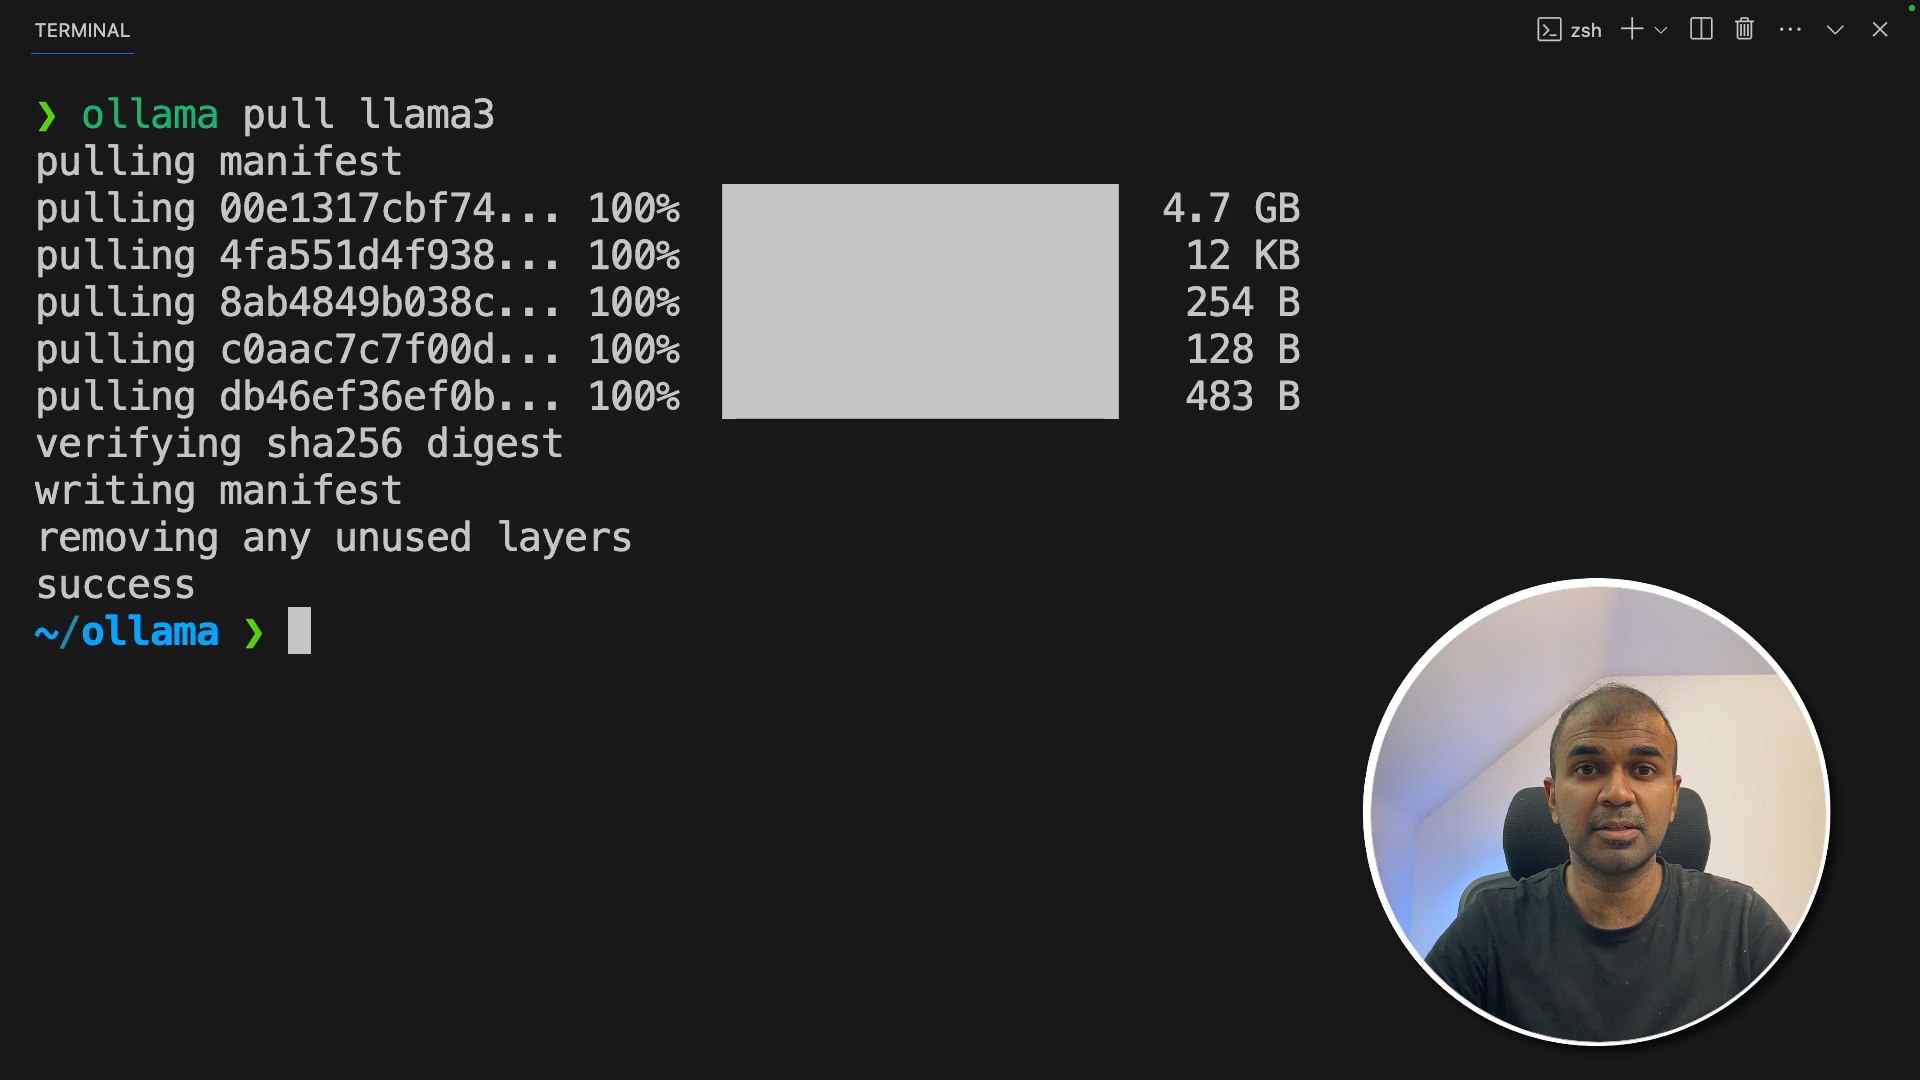 TERMINAL
zsh
❯ ollama pull llama3
pulling manifest
pulling 00e1317cbf74... 100% 4.7 GB
pulling 4fa551d4f938... 100% 12 KB
pulling 8ab4849b038c... 100% 254 B
pulling c0aac7c7f00d... 100% 128 B
pulling db46ef36ef0b... 100% 483 B
verifying sha256 digest
writing manifest
removing any unused layers
success
~/ollama ❯